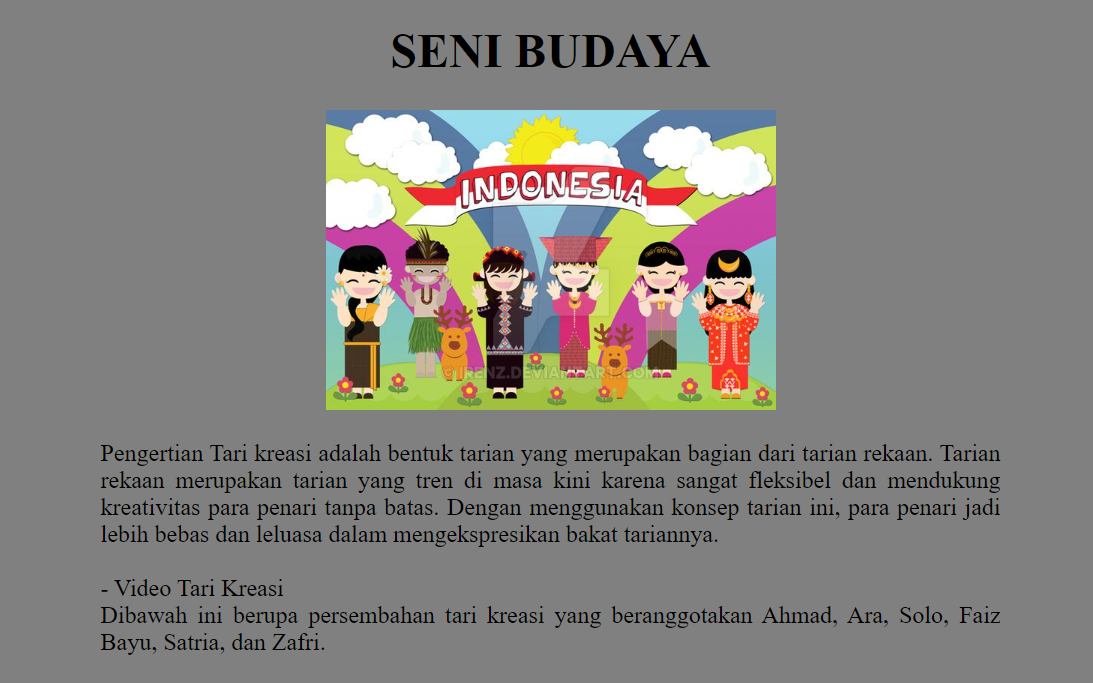 SENI BUDAYA
INDONESIA
© IRENZ.DEVIANTART.COM
Pengertian Tari kreasi adalah bentuk tarian yang merupakan bagian dari tarian rekaan. Tarian
rekaan merupakan tarian yang tren di masa kini karena sangat fleksibel dan mendukung
kreativitas para penari tanpa batas. Dengan menggunakan konsep tarian ini, para penari jadi
lebih bebas dan leluasa dalam mengekspresikan bakat tariannya.
- Video Tari Kreasi
Dibawah ini berupa persembahan tari kreasi yang beranggotakan Ahmad, Ara, Solo, Faiz
Bayu, Satria, dan Zafri.